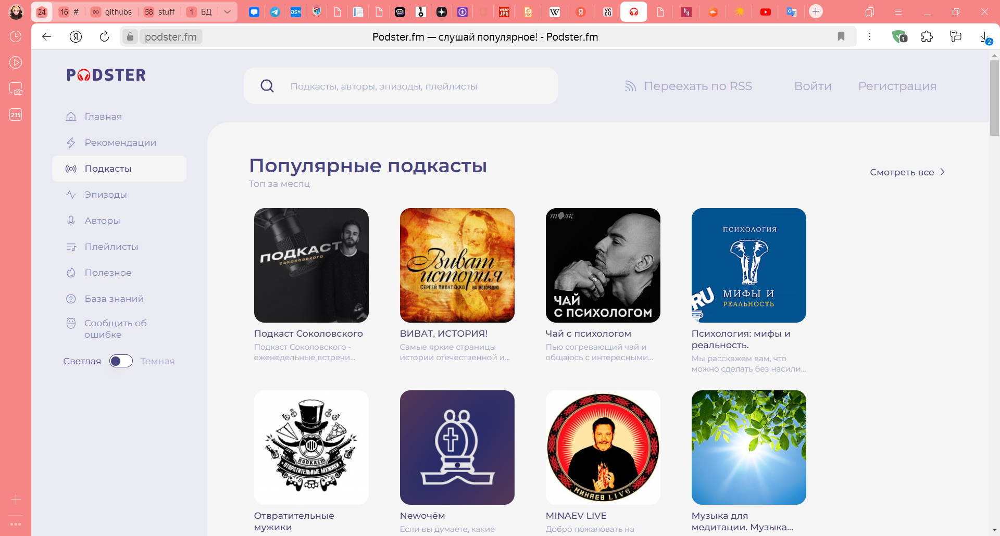 24
16 #
githubs
58 stuff
1 БД
podster.fm
Podster.fm — слушай популярное! - Podster.fm
1
2
215
PODSTER
Подкасты, авторы, эпизоды, плейлисты
Переехать по RSS
Войти
Регистрация
Главная
Рекомендации
Подкасты
Эпизоды
Авторы
Плейлисты
Полезное
База знаний
Сообщить об
ошибке
Светлая
Темная
Популярные подкасты
Топ за месяц
Смотреть все
ПОДКАСТ
СОКОЛОВСКОГО
Виват
история
СЕРГЕЙ ВИВАТЕНКО НА МОТОРАДИО
толк
ЧАЙ
С ПСИХОЛОГОМ
ПСИХОЛОГИЯ
МИФЫ И
РЕАЛЬНОСТЬ
RU
Подкаст Соколовского
Подкаст Соколовского -
еженедельные встречи...
ВИВАТ, ИСТОРИЯ!
Самые яркие страницы
истории отечественной и...
Чай с психологом
Пью согревающий чай и
общаюсь с интересными...
Психология: мифы и
реальность.
Мы расскажем вам, что
можно сделать без насили...
ПОДКАСТ
ОТВРАТИТЕЛЬНЫЕ МУЖИКИ
МИНАЕВ LIVE
Отвратительные
мужики
Newочём
Если вы думаете, какие
MINAEV LIVE
Добро пожаловать на
Музыка для
медитации. Музыка...